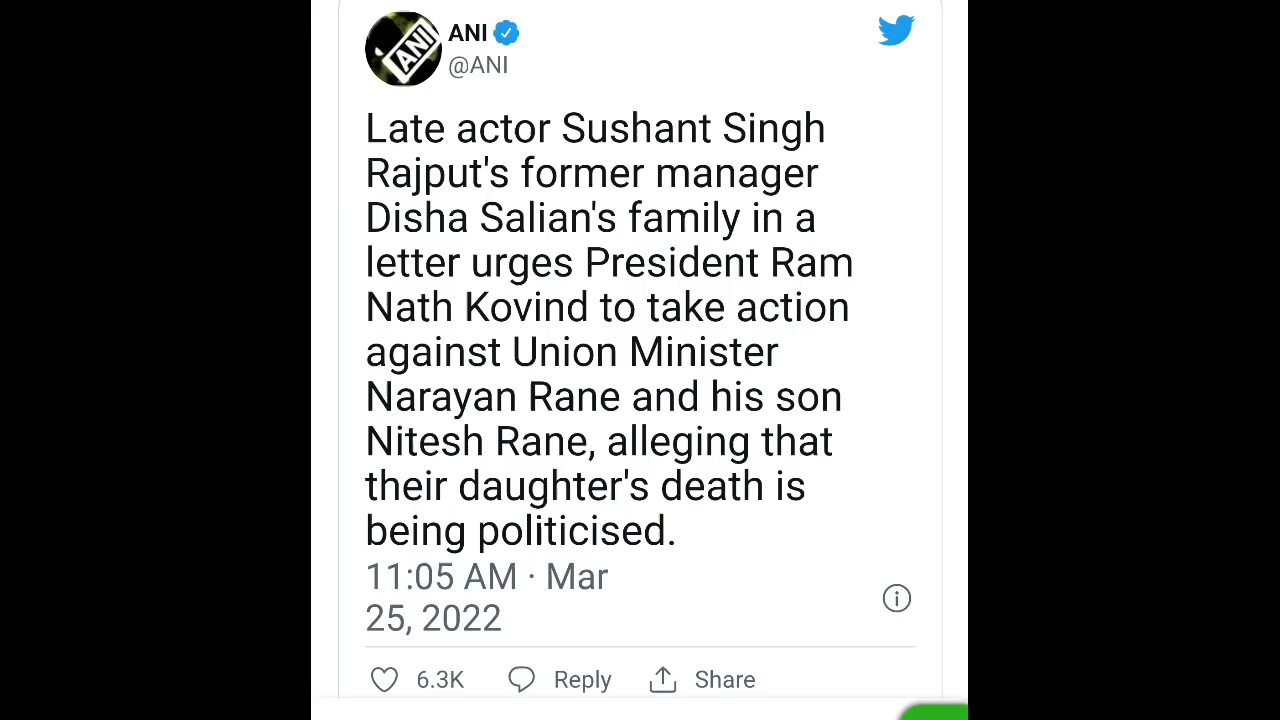 ANI
@ANI
ANI
Late actor Sushant Singh
Rajput's former manager
Disha Salian's family in a
letter urges President Ram
Nath Kovind to take action
against Union Minister
Narayan Rane and his son
Nitesh Rane, alleging that
their daughter's death is
being politicised.
11:05 AM · Mar
25, 2022
6.3K Reply Share